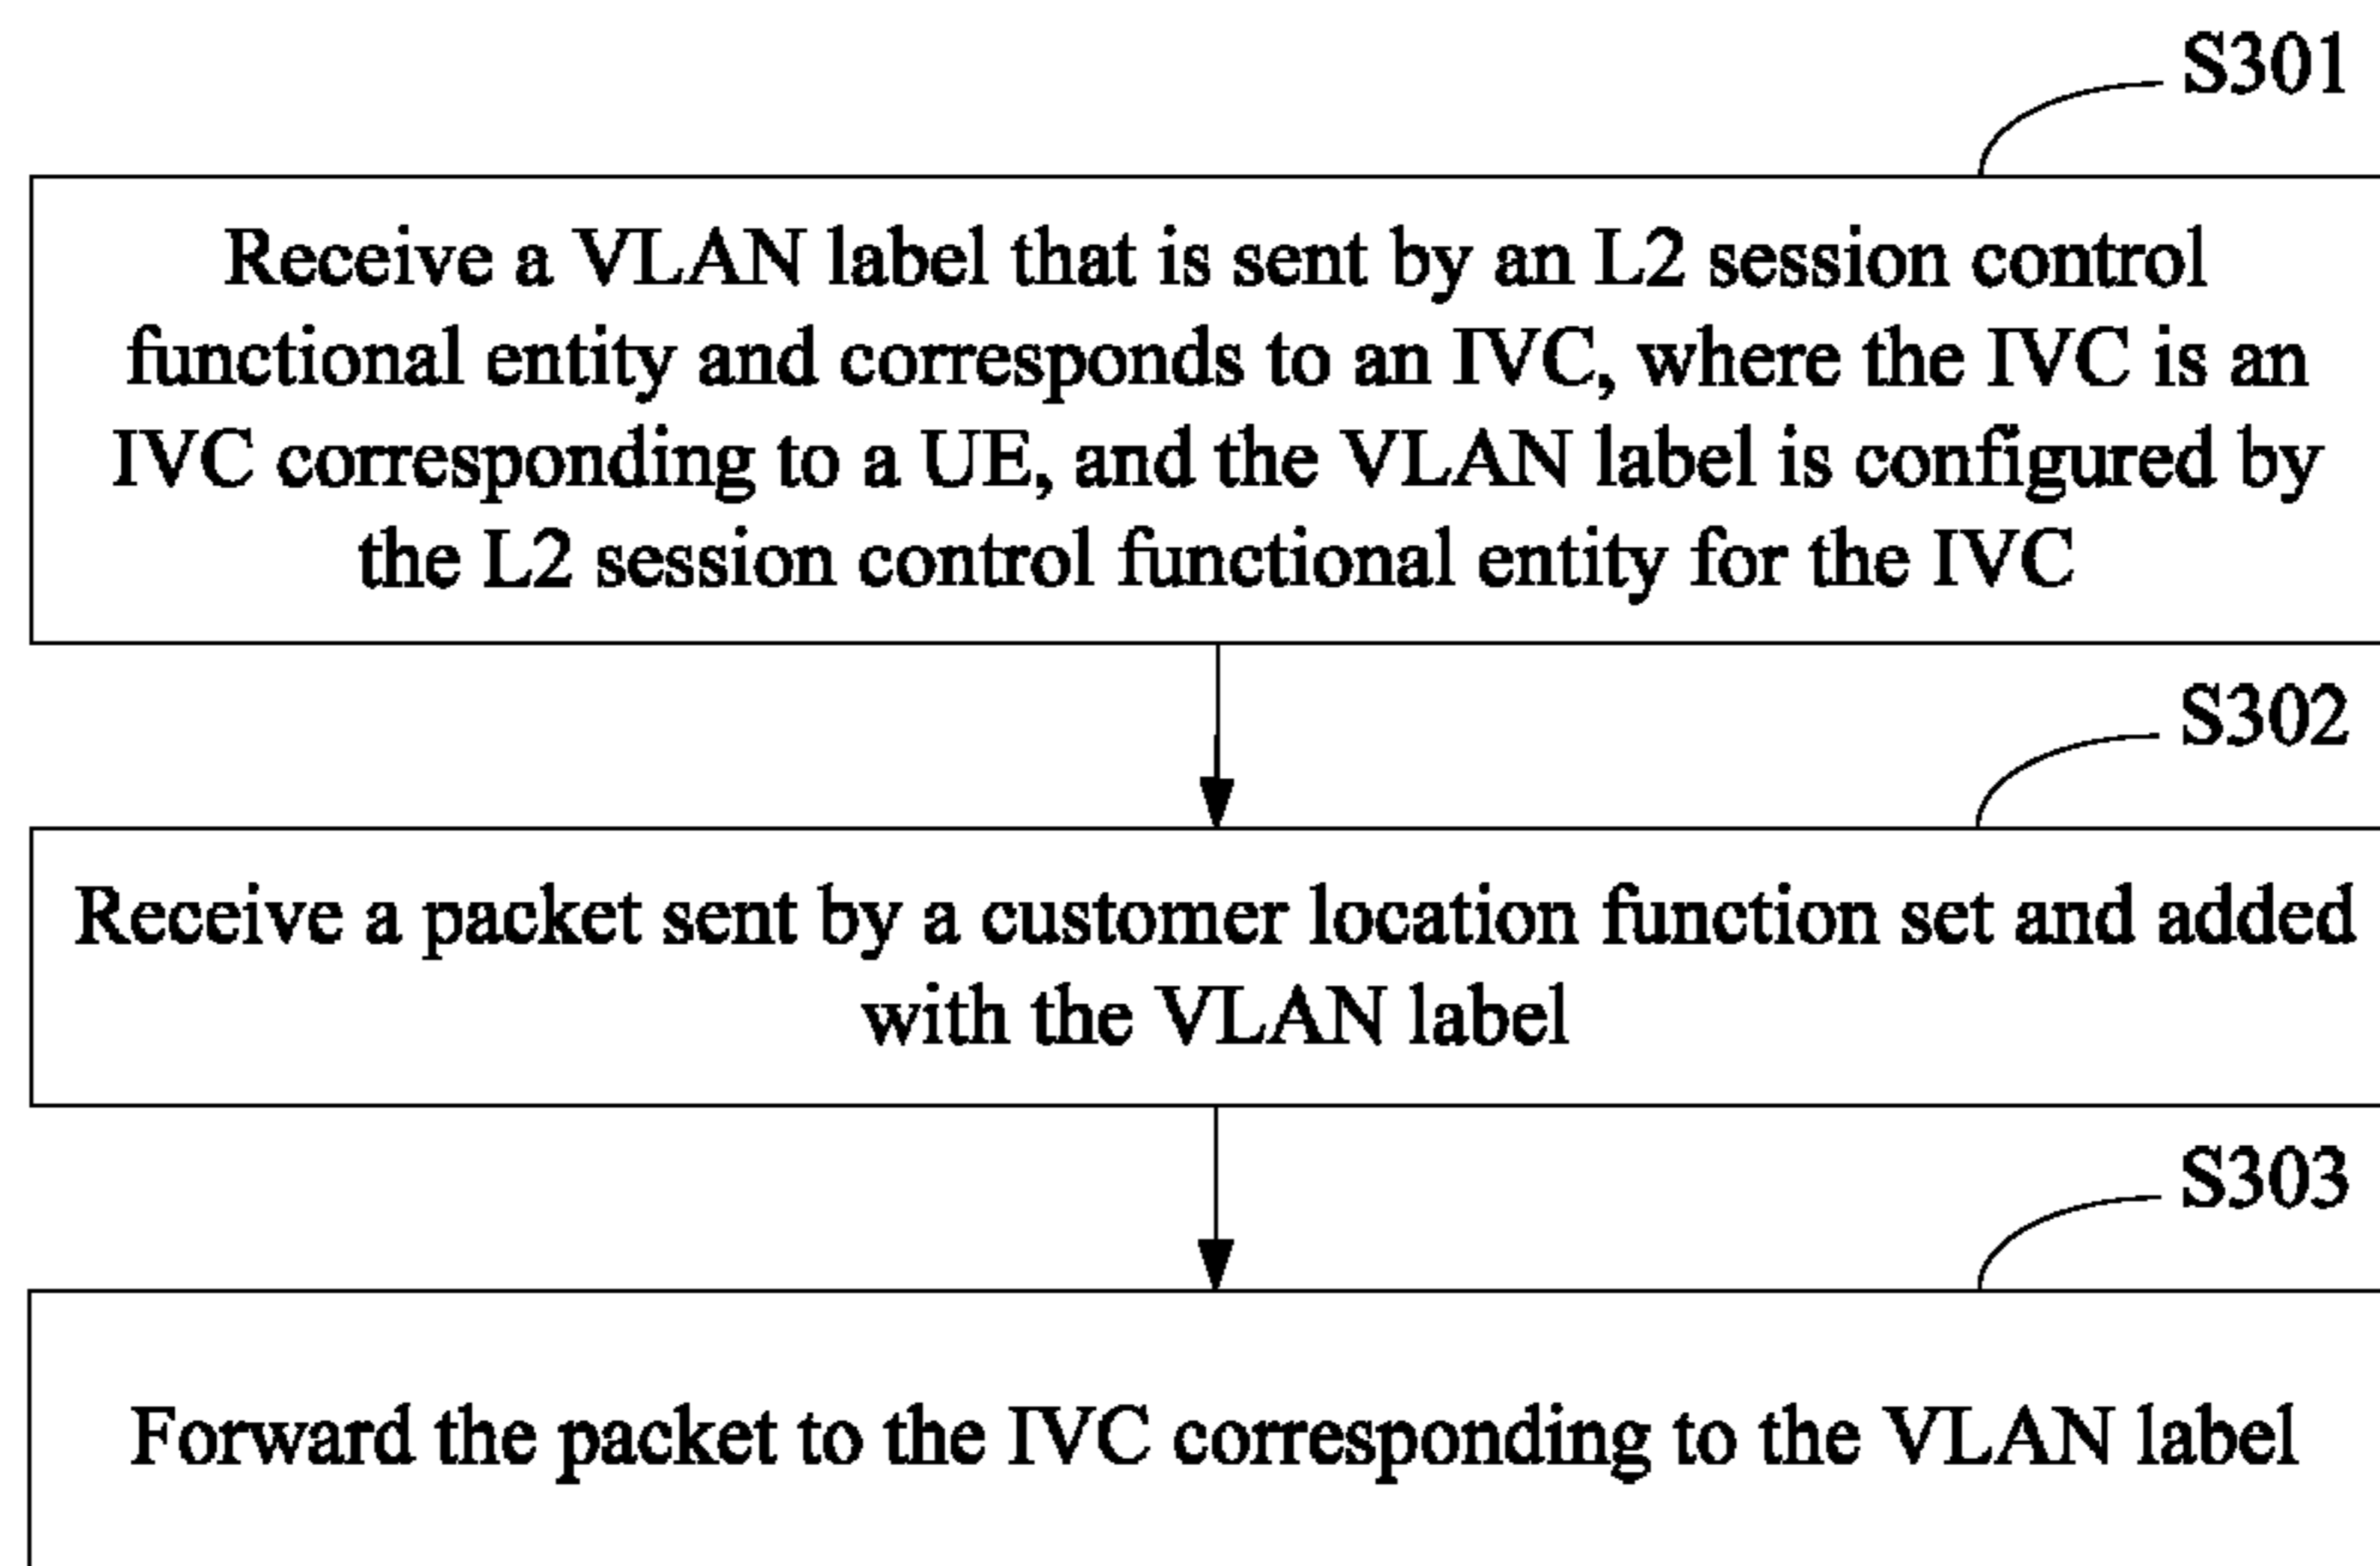 S301
Receive a VLAN label that is sent by an L2 session control
functional entity and corresponds to an IVC, where the IVC is an
IVC corresponding to a UE, and the VLAN label is configured by
the L2 session control functional entity for the IVC
S302
Receive a packet sent by a customer location function set and added
with the VLAN label
S303
Forward the packet to the IVC corresponding to the VLAN label